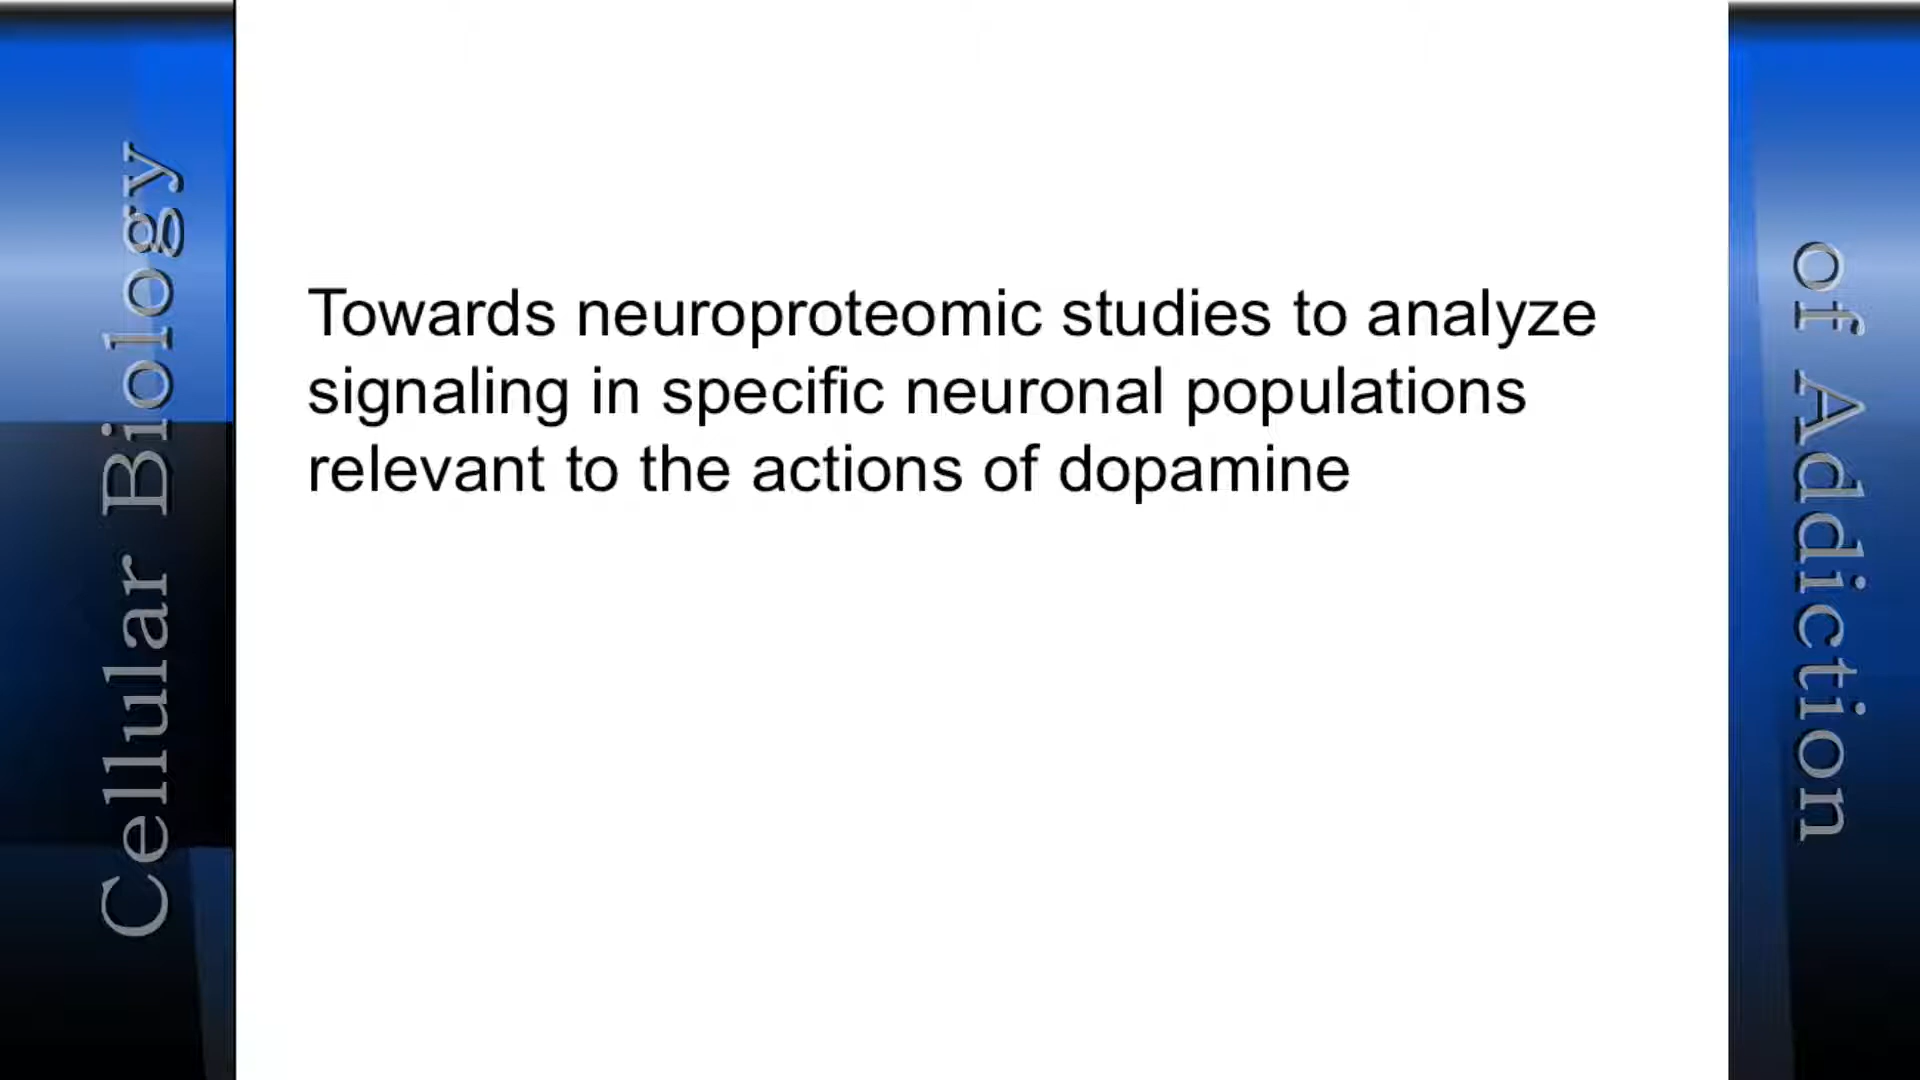 Cellular Biology
Towards neuroproteomic studies to analyze
signaling in specific neuronal populations
relevant to the actions of dopamine
of Addiction